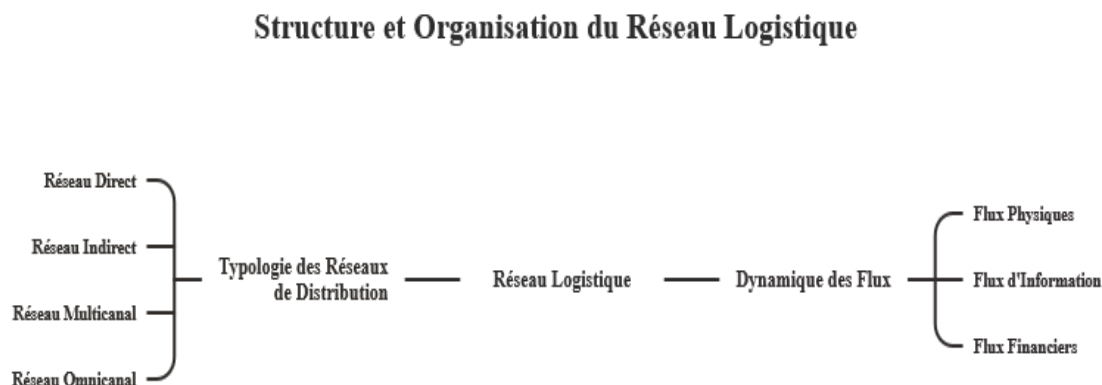 Structure et Organisation du Réseau Logistique
Réseau Direct
Réseau Indirect
Réseau Multicanal
Réseau Omnicanal
Typologie des Réseaux
de Distribution
Réseau Logistique
Dynamique des Flux
Flux Physiques
Flux d'Information
Flux Financiers